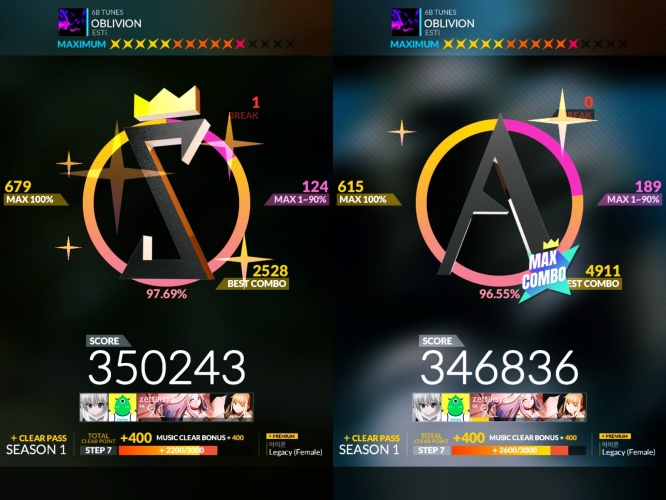 6B TUNES
OBLIVION
ESTi
MAXIMUM
1
BREAK
679
MAX 100%
124
MAX 1~90%
2528
BEST COMBO
97.69%
SCORE
350243
+ CLEAR PASS
SEASON 1
TOTAL
CLEAR POINT
+400
MUSIC CLEAR BONUS + 400
STEP 7
+ 2200/3000
+ PREMIUM
아이콘
Legacy (Female)
6B TUNES
OBLIVION
ESTi
MAXIMUM
0
BREAK
A
615
MAX 100%
189
MAX 1~90%
MAX
COMBO
4911
EST COMBO
96.55%
SCORE
346836
+ CLEAR PASS
SEASON 1
TOTAL
CLEAR POINT
+400
MUSIC CLEAR BONUS + 400
STEP 7
+ 2600/3000
+ PREMIUM
아이콘
Legacy (Female)